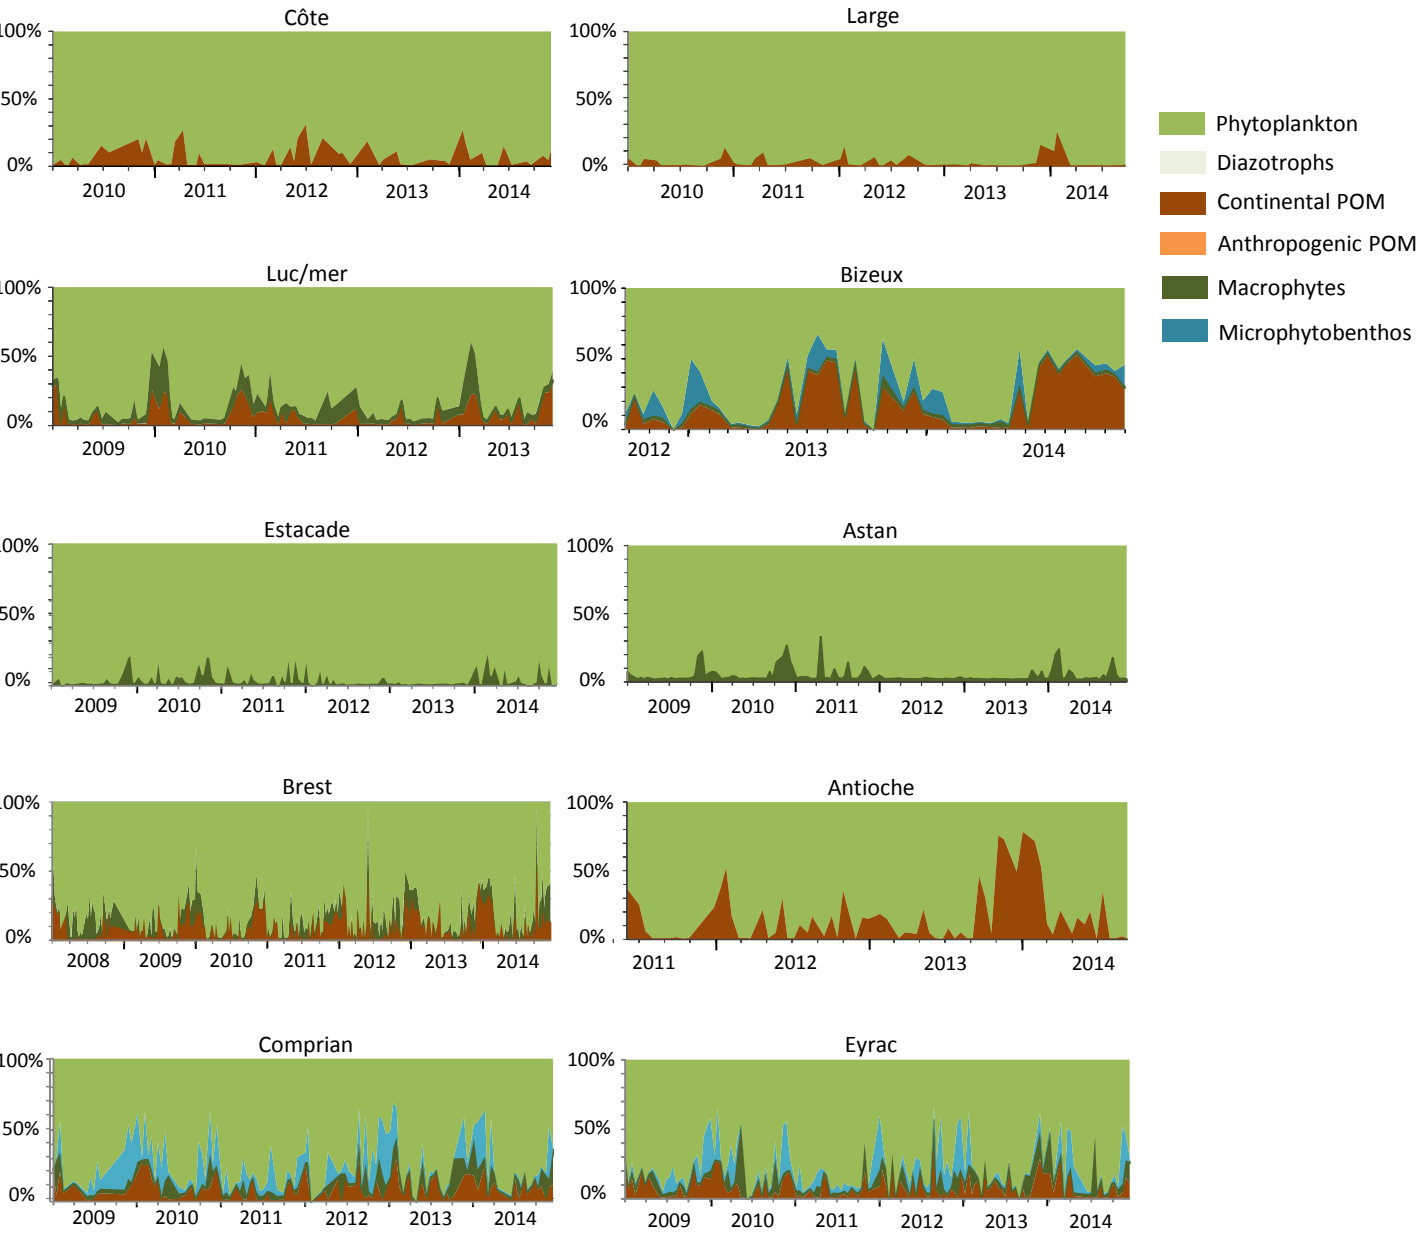 Côte
100%
50%
0%
2010 2011 2012 2013 2014
Large
100%
50%
0%
2010 2011 2012 2013 2014
Phytoplankton
Diazotrophs
Continental POM
Anthropogenic POM
Macrophytes
Microphytobenthos
Luc/mer
100%
50%
0%
2009 2010 2011 2012 2013
Bizeux
100%
50%
0%
2012 2013 2014
Estacade
100%
50%
0%
2009 2010 2011 2012 2013 2014
Astan
100%
50%
0%
2009 2010 2011 2012 2013 2014
Brest
100%
50%
0%
2008 2009 2010 2011 2012 2013 2014
Antioche
100%
50%
0%
2011 2012 2013 2014
Comprian
100%
50%
0%
2009 2010 2011 2012 2013 2014
Eyrac
100%
50%
0%
2009 2010 2011 2012 2013 2014